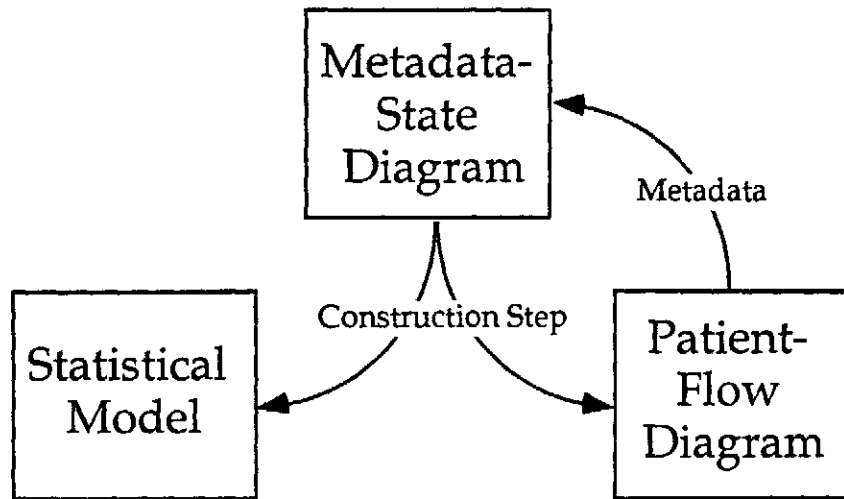 Metadata-
State
Diagram
Metadata
Construction Step
Statistical
Model
Patient-
Flow
Diagram